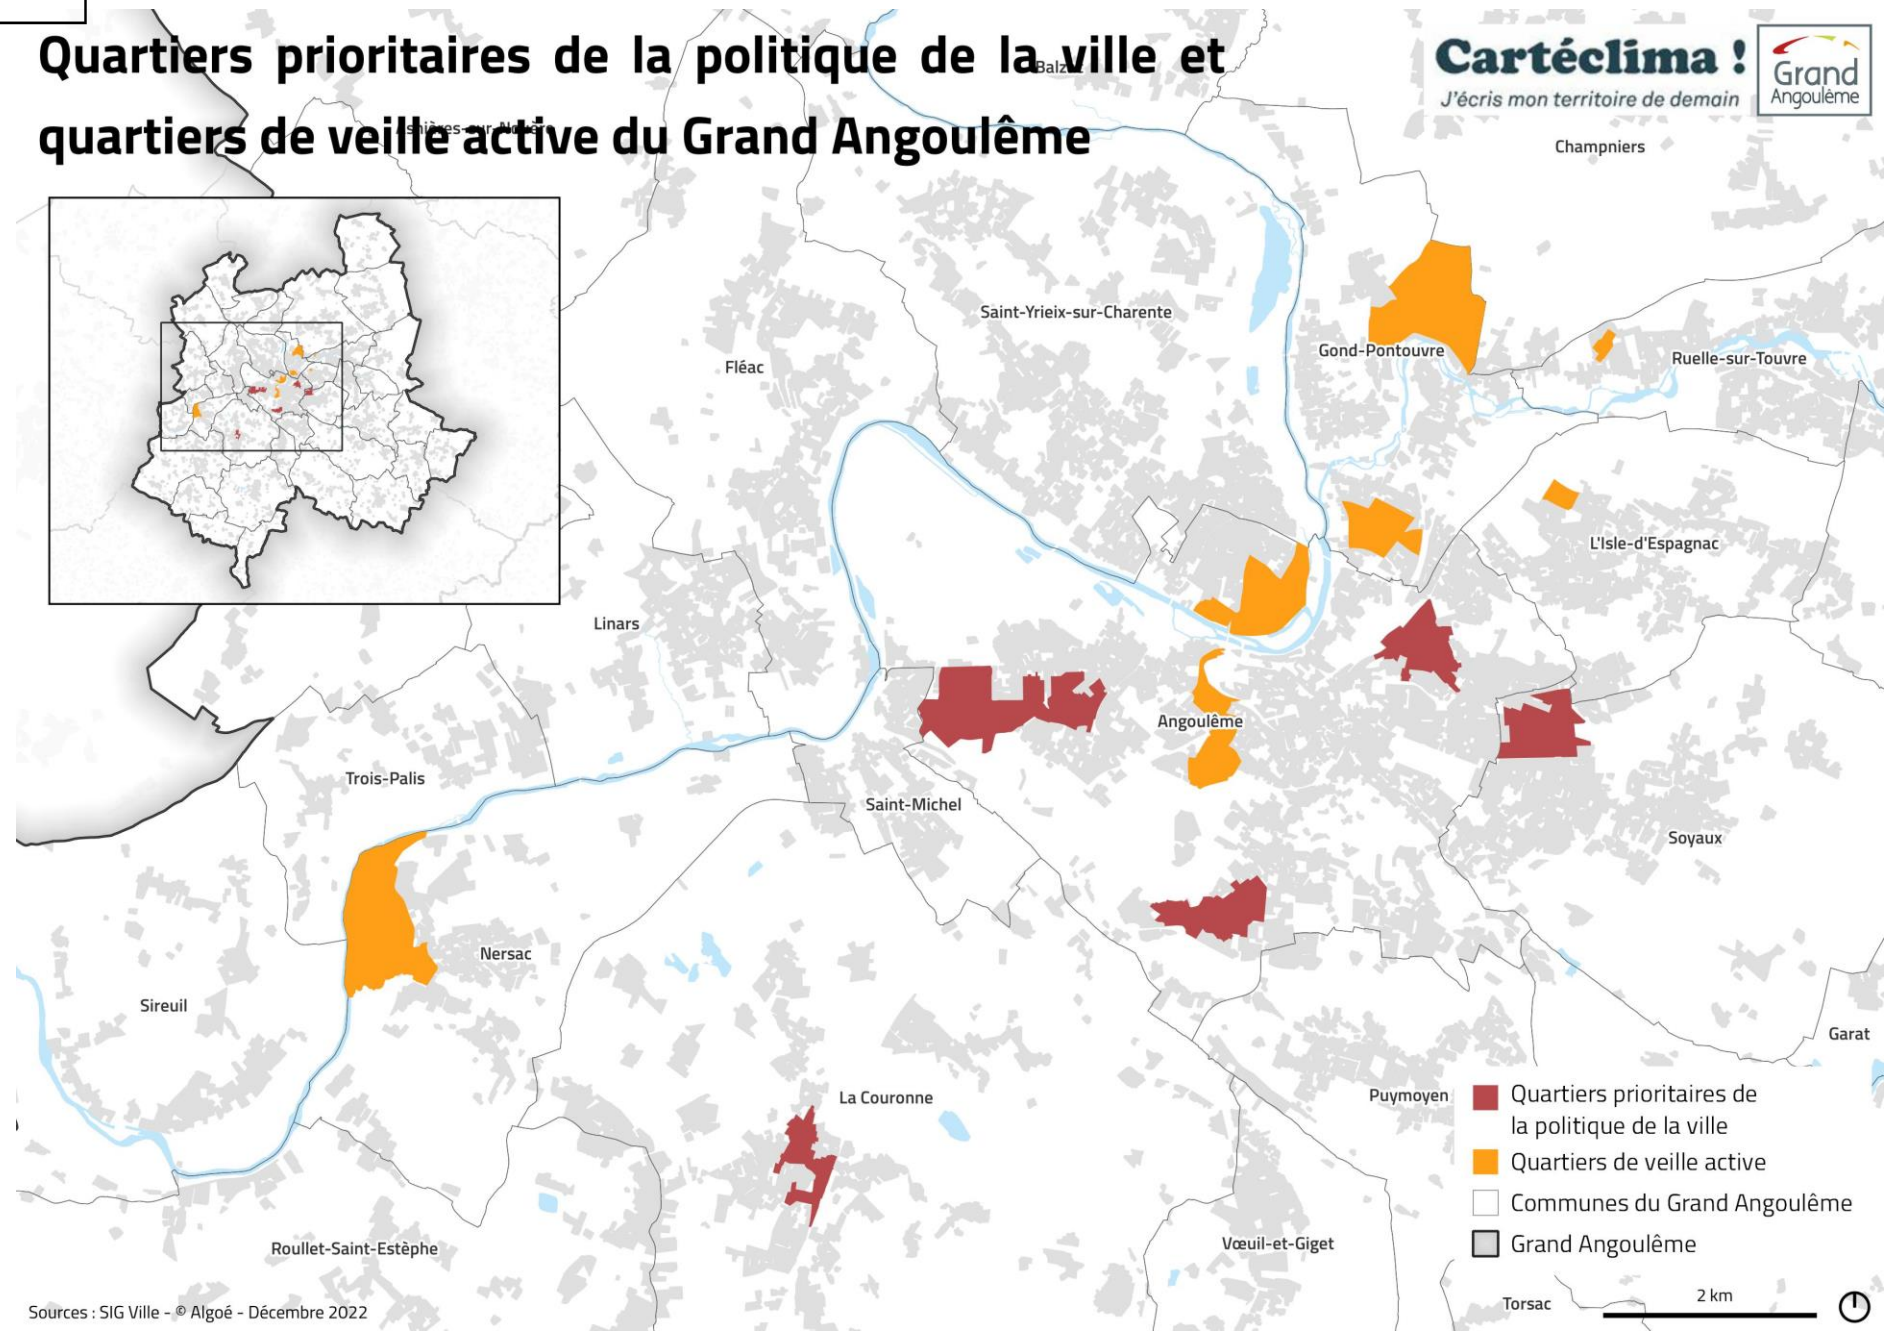 Quartiers prioritaires de la politique de la ville et
quartiers de veille active du Grand Angoulême
Cartéclima !
J'écris mon territoire de demain
Grand
Angoulême
Balzac
Asnières-sur-Nouère
Champniers
Saint-Yrieix-sur-Charente
Gond-Pontouvre
Ruelle-sur-Touvre
Fléac
L'Isle-d'Espagnac
Linars
Angoulême
Trois-Palis
Saint-Michel
Soyaux
Nersac
Sireuil
Garat
La Couronne
Puymoyen
Roullet-Saint-Estèphe
Vœuil-et-Giget
Torsac
Quartiers prioritaires de
la politique de la ville
Quartiers de veille active
Communes du Grand Angoulême
Grand Angoulême
2 km
Sources : SIG Ville - © Algoé - Décembre 2022